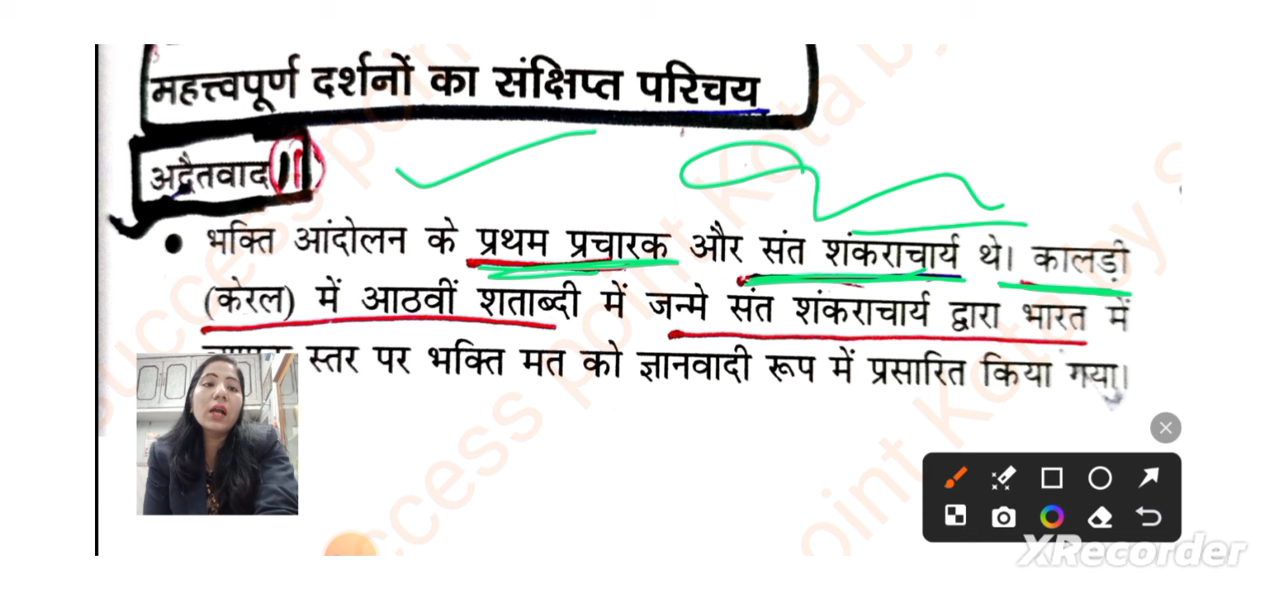 महत्त्वपूर्ण दर्शनों का संक्षिप्त परिचय
अद्वैतवाद
• भक्ति आंदोलन के प्रथम प्रचारक और संत शंकराचार्य थे। कालड़ी
(केरल) में आठवीं शताब्दी में जन्मे संत शंकराचार्य द्वारा भारत में
स्तर पर भक्ति मत को ज्ञानवादी रूप में प्रसारित किया गया।
XRecorder